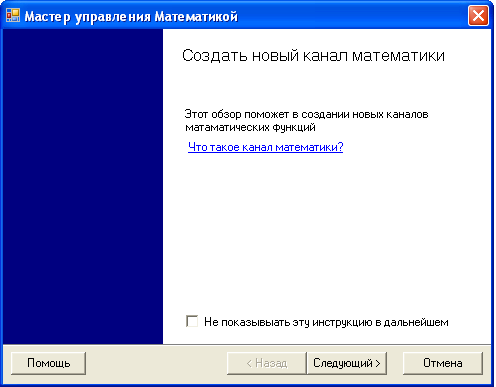 Мастер управления Математикой
Создать новый канал математики
Этот обзор поможет в создании новых каналов
матаматических функций
Что такое канал математики?
Не показывыать эту инструкцию в дальнейшем
Помощь
< Назад
Следующий >
Отмена